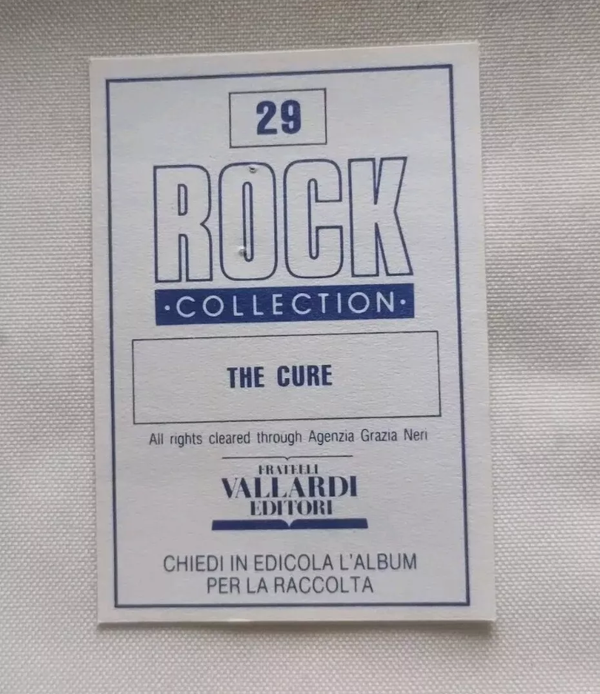 29
ROCK
·COLLECTION·
THE CURE
All rights cleared through Agenzia Grazia Neri
FRATELLI
VALLARDI
EDITORI
CHIEDI IN EDICOLA L'ALBUM
PER LA RACCOLTA